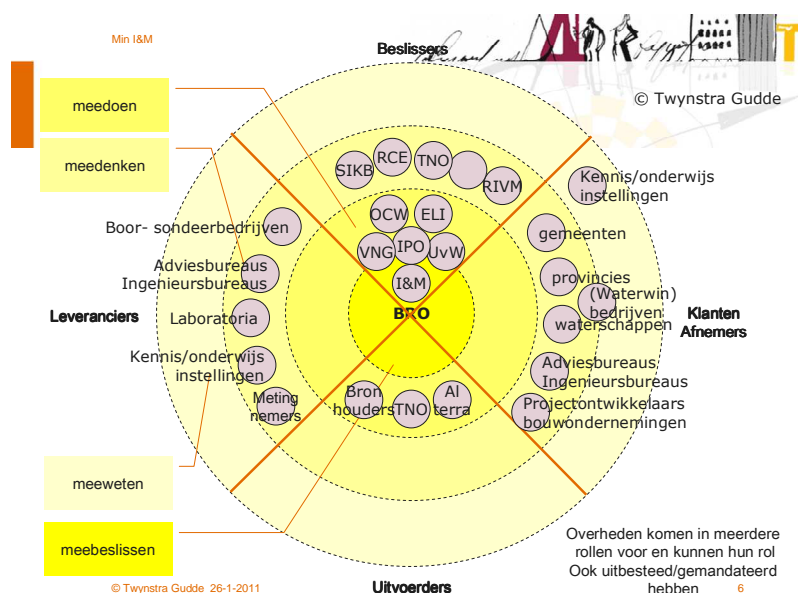 Min I&M
Beslissers
© Twynstra Gudde
meedoen
meedenken
SIKB
RCE
TNO
RIVM
Kennis/onderwijs
instellingen
OCW
ELI
Boor- sondeerbedrijven
gemeenten
VNG
IPO
UvW
Adviesbureaus
Ingenieursbureaus
I&M
provincies
(Waterwin)
bedrijven
Leveranciers
Laboratoria
BRO
waterschappen
Klanten
Afnemers
Kennis/onderwijs
instellingen
Adviesbureaus
Ingenieursbureaus
Meting
nemers
Bron
houders
TNO
Al
terra
Projectontwikkelaars
bouwondernemingen
meeweten
meebeslissen
Overheden komen in meerdere
rollen voor en kunnen hun rol
Ook uitbesteed/gemandateerd
hebben
© Twynstra Gudde 26-1-2011
Uitvoerders
6